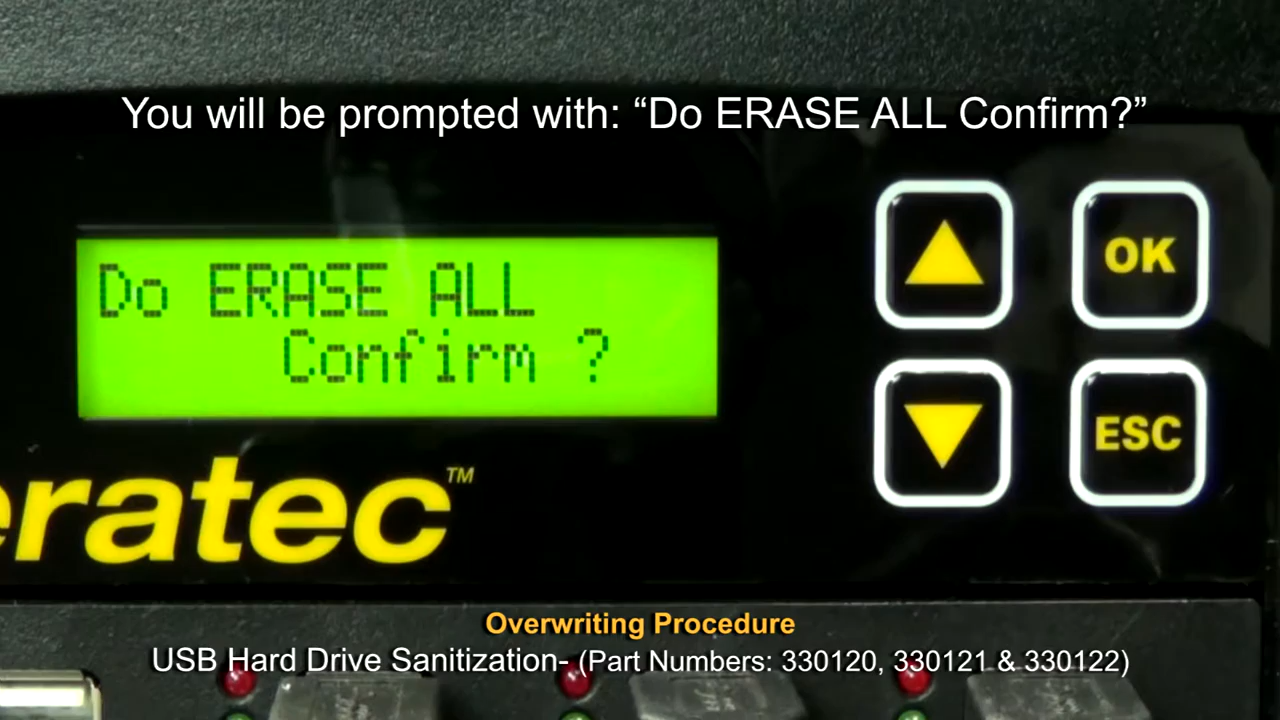 You will be prompted with: “Do ERASE ALL Confirm?”
Do ERASE ALL
Confirm ?
OK
ESC
eratec™
Overwriting Procedure
USB Hard Drive Sanitization- (Part Numbers: 330120, 330121 & 330122)